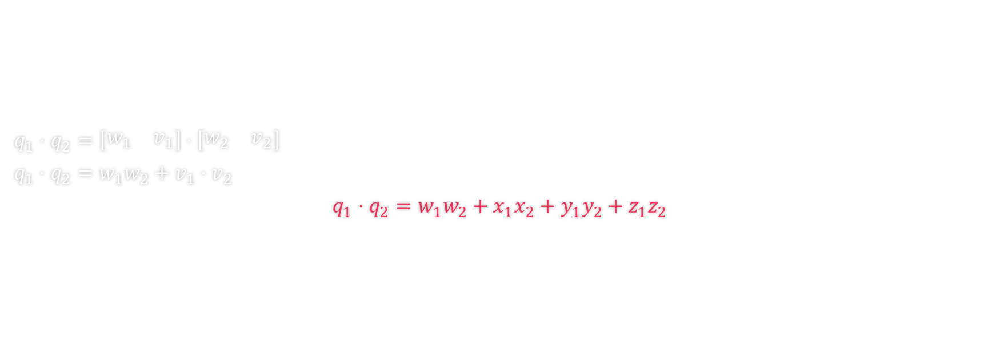 q₁ · q₂ = [w₁ v₁] · [w₂ v₂]
q₁ · q₂ = w₁w₂ + v₁ · v₂
q₁ · q₂ = w₁w₂ + x₁x₂ + y₁y₂ + z₁z₂